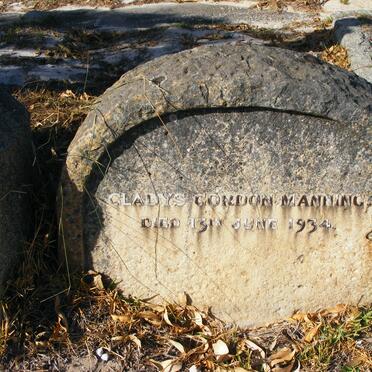 GLADYS GORDON MANNING
DIED 13TH JUNE 1934.